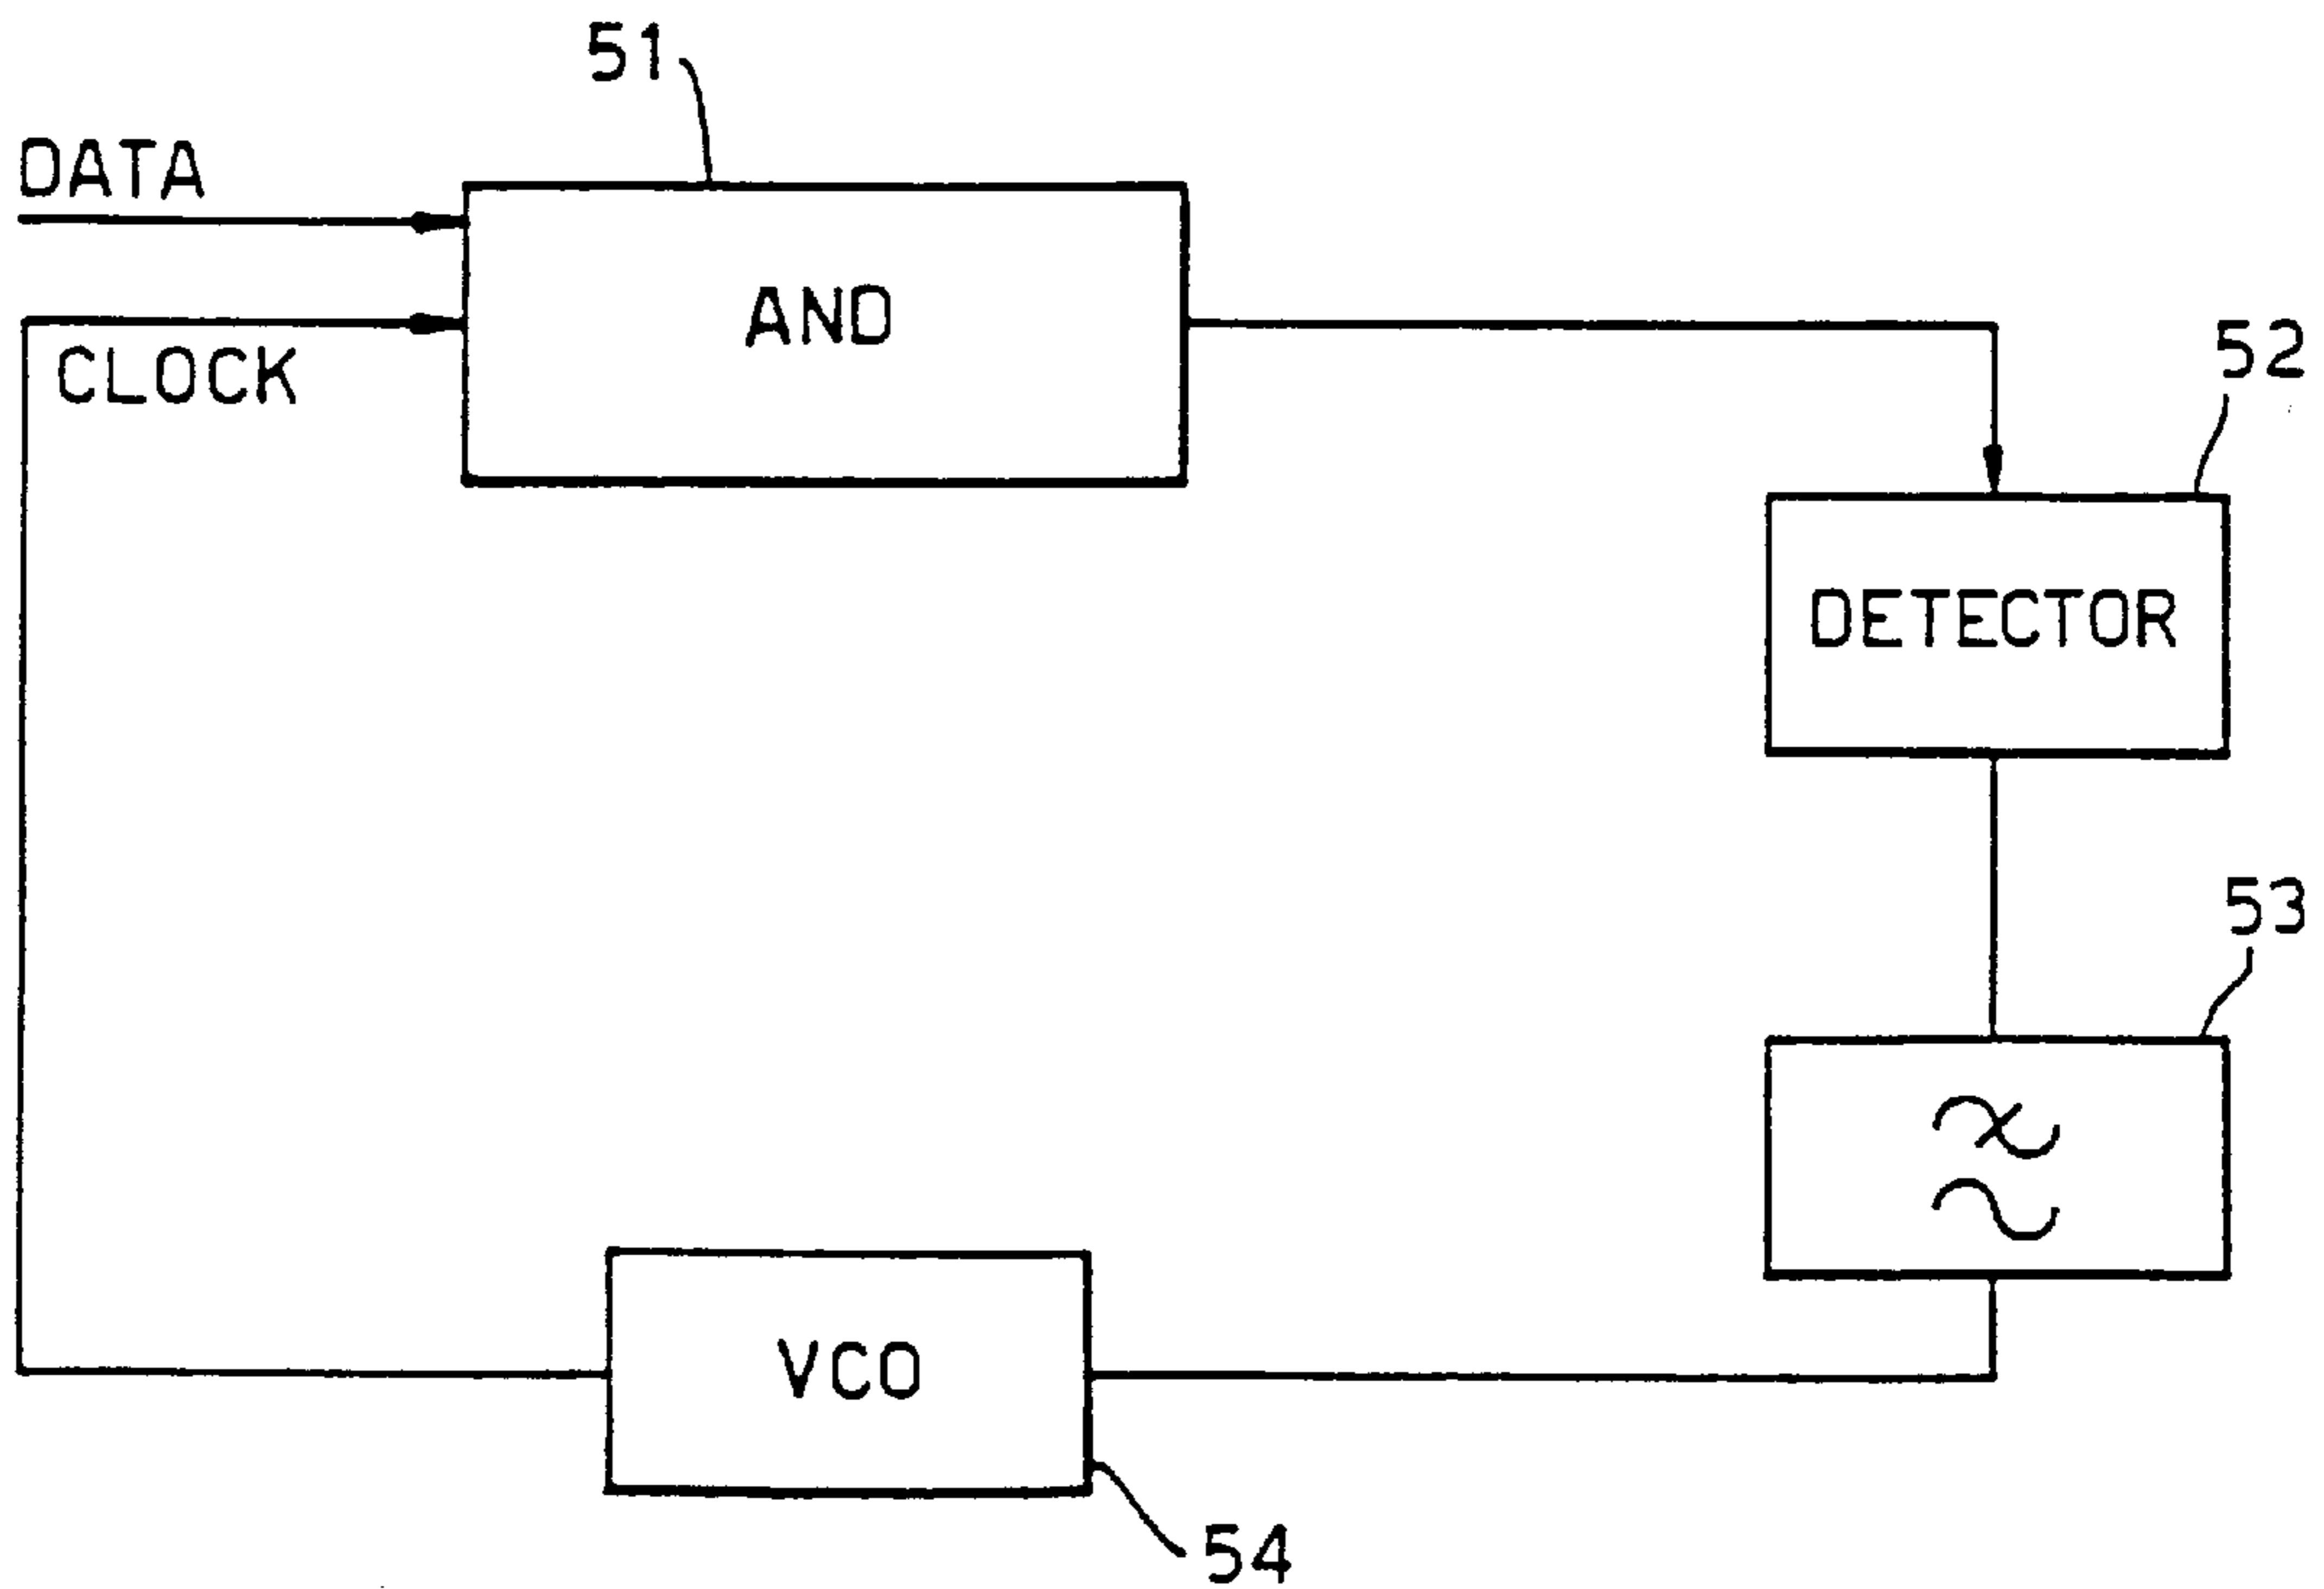 51
DATA
AND
CLOCK
52
DETECTOR
53
VCO
54